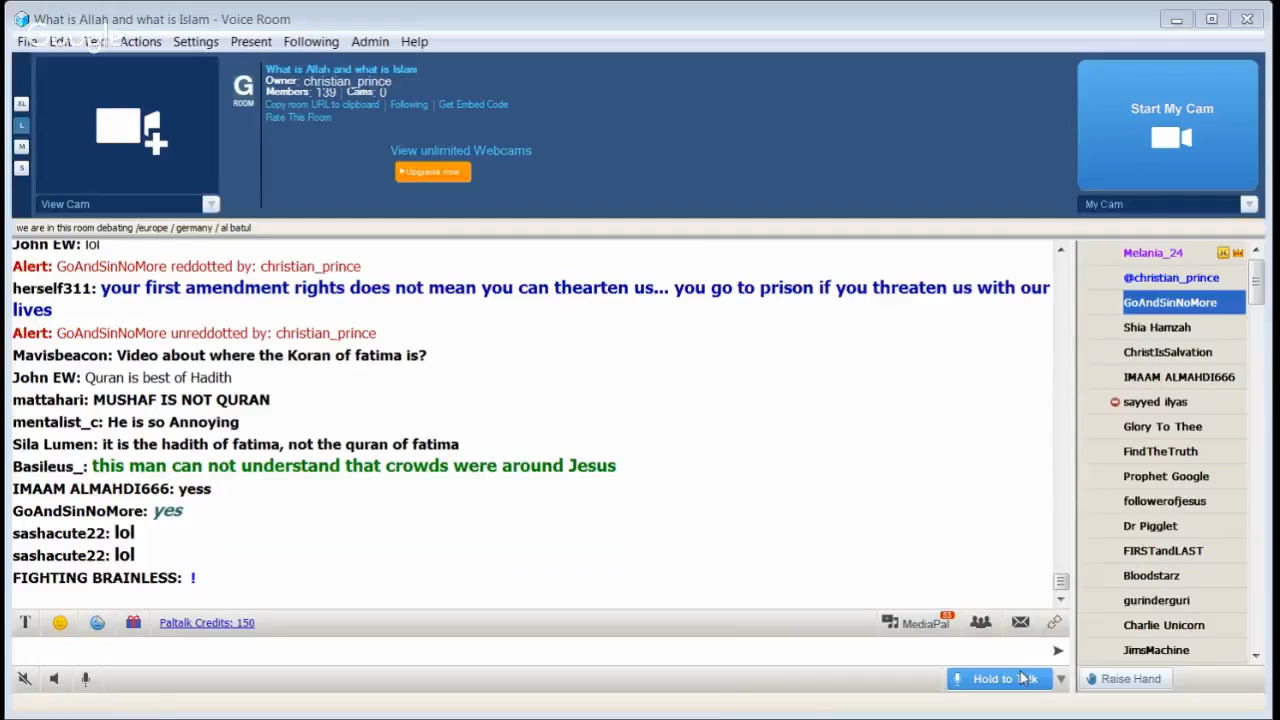 What is Allah and what is Islam - Voice Room
File Edit Text Actions Settings Present Following Admin Help
Google
G
ROOM
What is Allah and what is Islam
Owner: christian_prince
Members: 139 Cams: 0
Copy room URL to clipboard | Following | Get Embed Code
Rate This Room
View unlimited Webcams
Upgrade now
Start My Cam
XL
L
M
S
View Cam
My Cam
we are in this room debating /europe / germany / al batul
John EW: lol
Alert: GoAndSinNoMore reddotted by: christian_prince
herself311: your first amendment rights does not mean you can thearten us... you go to prison if you threaten us with our
lives
Alert: GoAndSinNoMore unreddotted by: christian_prince
Mavisbeacon: Video about where the Koran of fatima is?
John EW: Quran is best of Hadith
mattahari: MUSHAF IS NOT QURAN
mentalist_c: He is so Annoying
Sila Lumen: it is the hadith of fatima, not the quran of fatima
Basileus_: this man can not understand that crowds were around Jesus
IMAAM ALMAHDI666: yess
GoAndSinNoMore: yes
sashacute22: lol
sashacute22: lol
FIGHTING BRAINLESS: !
Melania_24
@christian_prince
GoAndSinNoMore
Shia Hamzah
ChristIsSalvation
IMAAM ALMAHDI666
sayyed ilyas
Glory To Thee
FindTheTruth
Prophet Google
followerofjesus
Dr Pigglet
FIRSTandLAST
Bloodstarz
gurinderguri
Charlie Unicorn
JimsMachine
T
Paltalk Credits: 150
MediaPal
53
Hold to Talk
Raise Hand